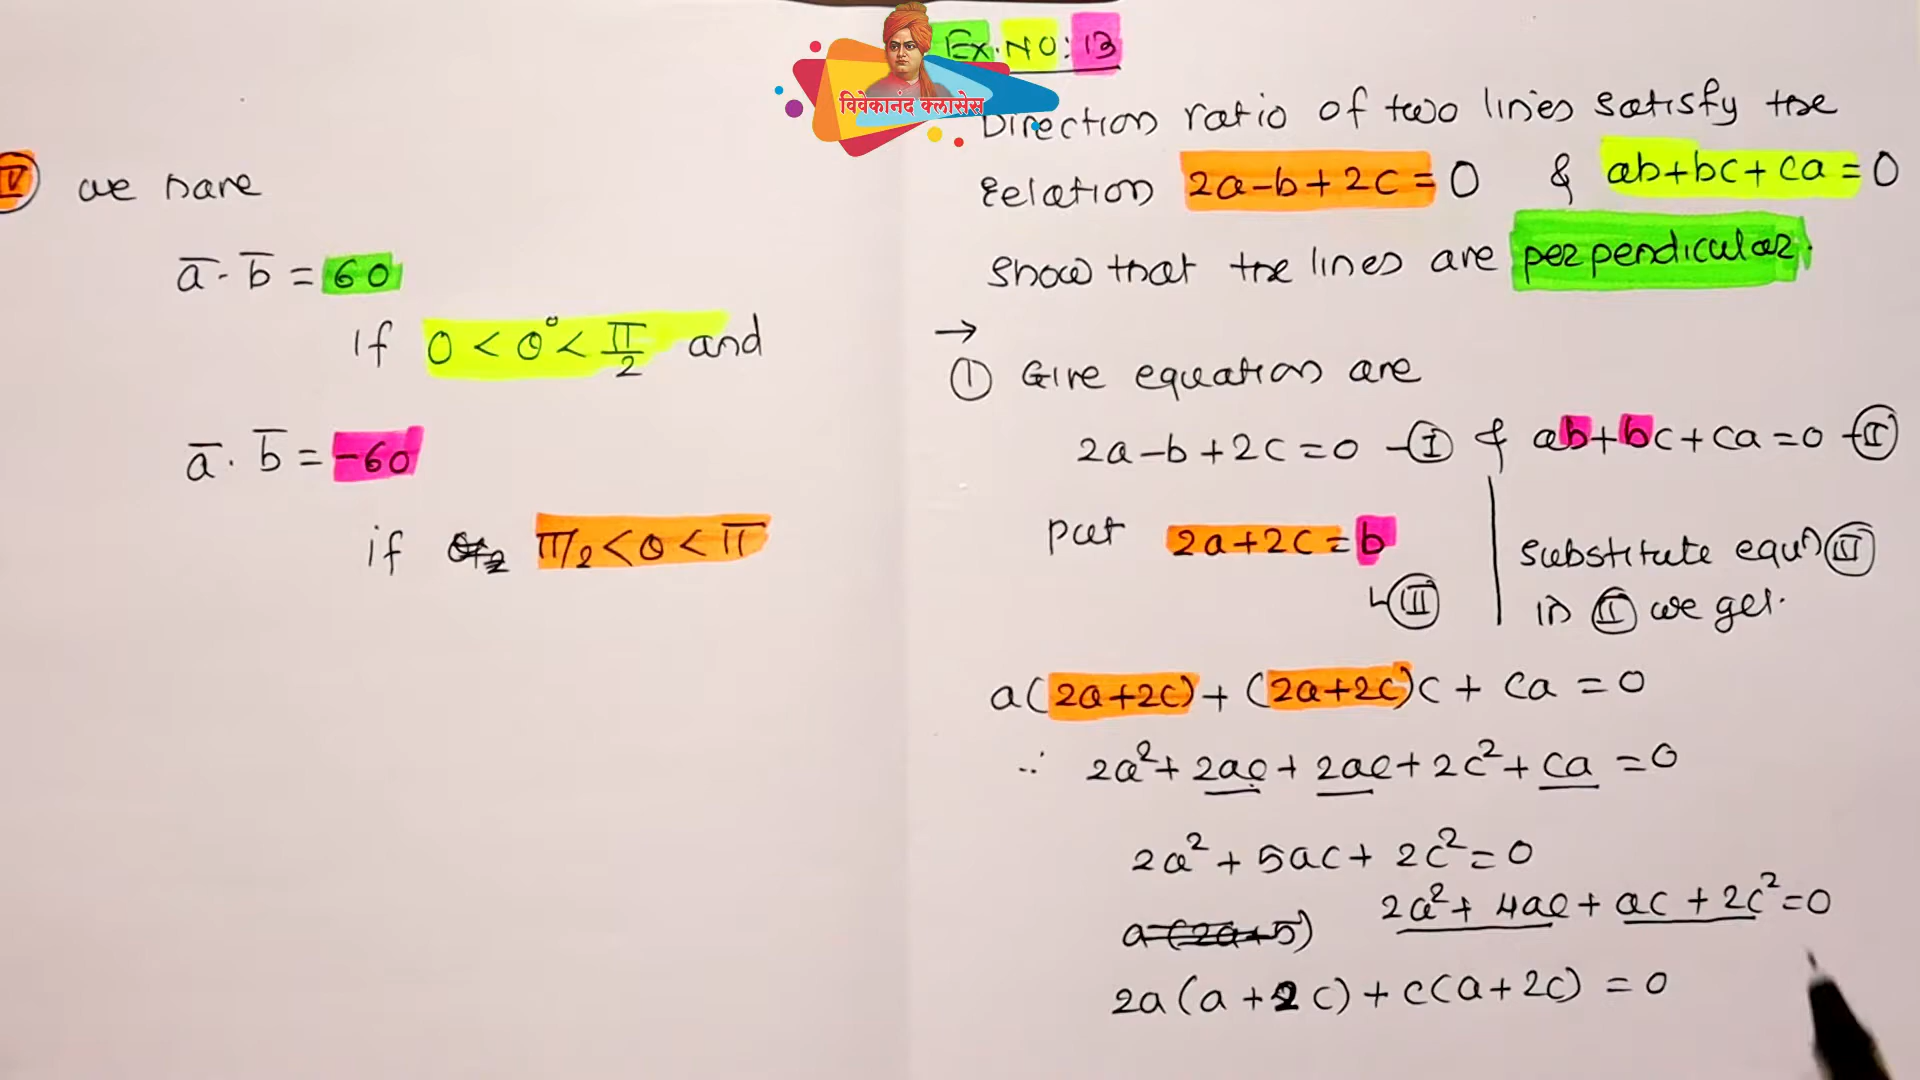 IV we have
a̅ · b̅ = 60
If 0 < θ° < π/2 and
a̅ · b̅ = -60
if π/2 < θ < π
विवेकानंद क्लासेस
Ex. NO: 13
Direction ratio of two lines satisfy the
relation 2a-b+2c=0 & ab+bc+ca=0
Show that the lines are perpendicular.
→
① Give equation are
2a-b+2c=0 -Ⓘ & ab+bc+ca=0 -Ⓘ Ⓘ
put 2a+2c=b
↳ⓘⓘⓘ
substitute equn III
in II we get.
a(2a+2c)+(2a+2c)c+ca=0
∴ 2a²+2ac+2ac+2c²+ca=0
2a²+5ac+2c²=0
a(2a+5) 2a²+4ac+ac+2c²=0
2a(a+2c)+c(a+2c)=0